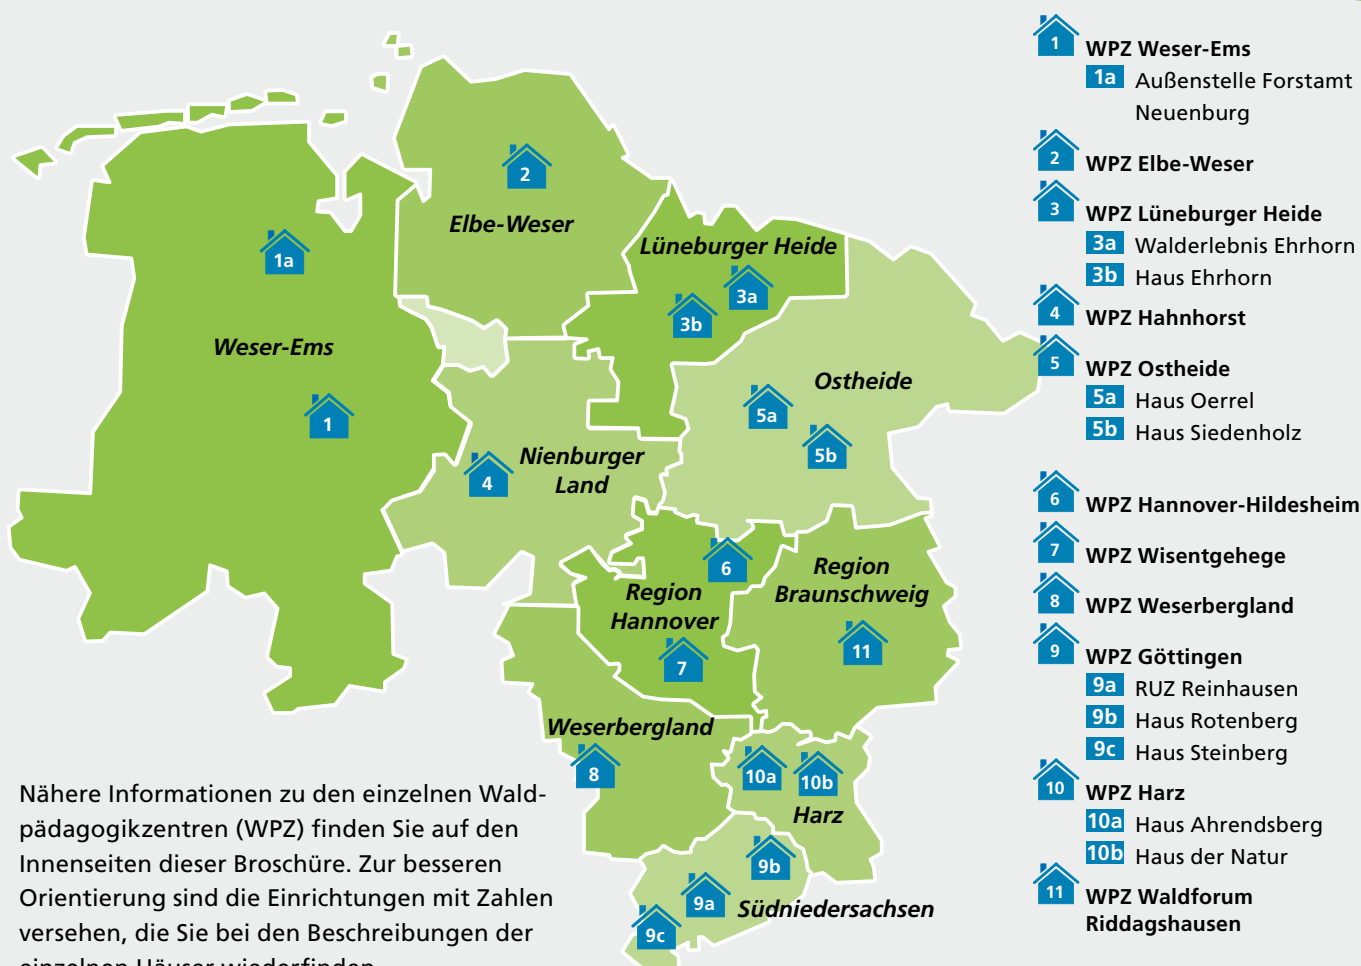 1 WPZ Weser-Ems
1a Außenstelle Forstamt
Neuenburg
2 WPZ Elbe-Weser
3 WPZ Lüneburger Heide
3a Walderlebnis Ehrhorn
3b Haus Ehrhorn
4 WPZ Hahnhorst
5 WPZ Ostheide
5a Haus Oerrel
5b Haus Siedenholz
6 WPZ Hannover-Hildesheim
7 WPZ Wisentgehege
8 WPZ Weserbergland
9 WPZ Göttingen
9a RUZ Reinhausen
9b Haus Rotenberg
9c Haus Steinberg
10 WPZ Harz
10a Haus Ahrendsberg
10b Haus der Natur
11 WPZ Waldforum
Riddagshausen
2
Elbe-Weser
Lüneburger Heide
1a
3a
3b
Weser-Ems
Ostheide
5a
1
5b
Nienburger
Land
4
6
Region
Hannover
Region
Braunschweig
7
11
Weserbergland
8
10a
10b
Harz
9b
9a
Südniedersachsen
9c
Nähere Informationen zu den einzelnen Wald-
pädagogikzentren (WPZ) finden Sie auf den
Innenseiten dieser Broschüre. Zur besseren
Orientierung sind die Einrichtungen mit Zahlen
versehen, die Sie bei den Beschreibungen der
einzelnen Häuser wiederfinden